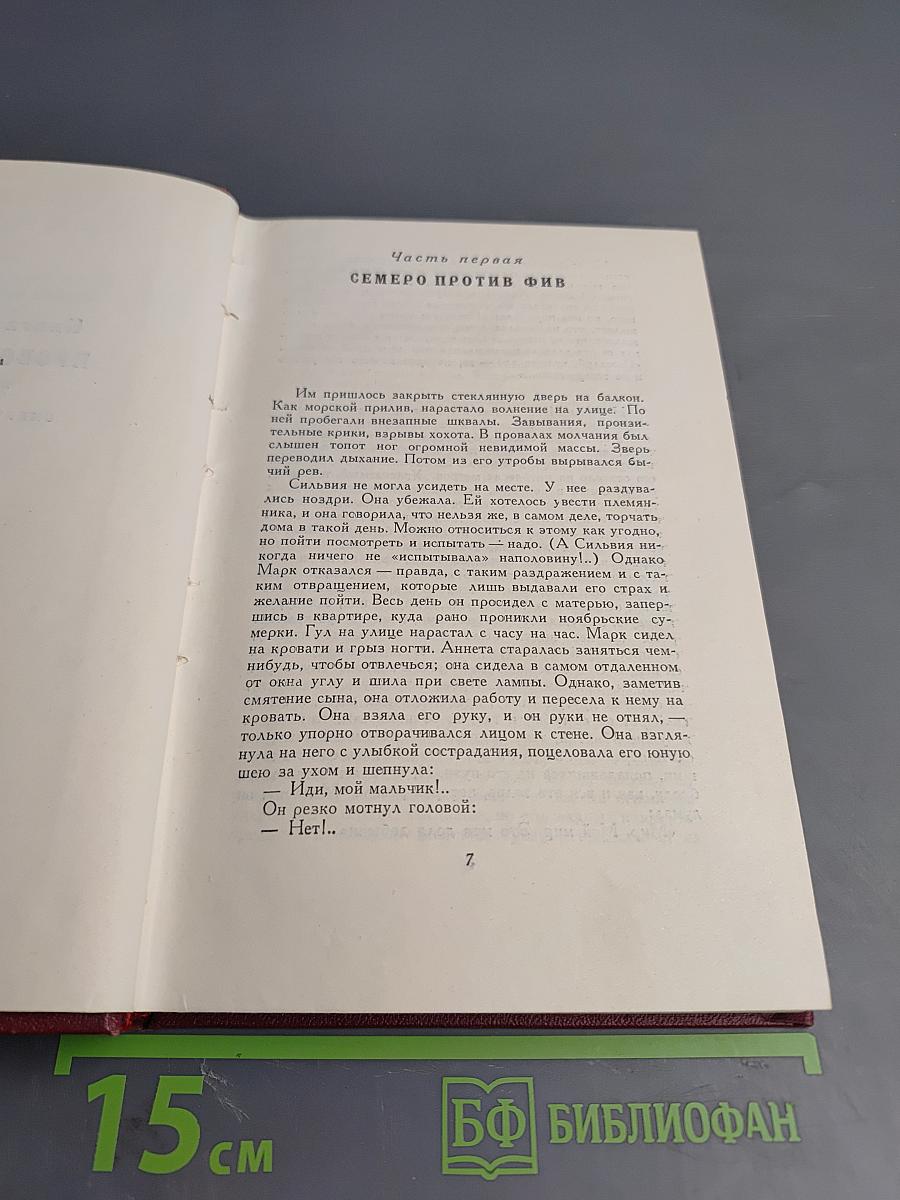 Часть первая
СЕМЕРО ПРОТИВ ФИВ
Им пришлось закрыть стеклянную дверь на балкон.
Как морской прилив, нарастало волнение на улице. По
ней пробегали внезапные шквалы. Завывания, пронзи-
тельные крики, взрывы хохота. В провалах молчания был
слышен топот ног огромной невидимой массы. Зверь
переводил дыхание. Потом из его утробы вырывался бы-
чий рев.
Сильвия не могла усидеть на месте. У нее раздува-
лись ноздри. Она убежала. Ей хотелось увести племян-
ника, и она говорила, что нельзя же, в самом деле, торчать
дома в такой день. Можно относиться к этому как угодно,
но пойти посмотреть и испытать — надо. (А Сильвия ни-
когда ничего не «испытывала» наполовину!..) Однако
Марк отказался — правда, с таким раздражением и с та-
ким отвращением, которые лишь выдавали его страх и
желание пойти. Весь день он просидел с матерью, запер-
шись в квартире, куда рано проникли ноябрьские су-
мерки. Гул на улице нарастал с часу на час. Марк сидел
на кровати и грыз ногти. Аннета старалась заняться чем-
нибудь, чтобы отвлечься; она сидела в самом отдаленном
от окна углу и шила при свете лампы. Однако, заметив
смятение сына, она отложила работу и пересела к нему на
кровать. Она взяла его руку, и он руки не отнял, —
только упорно отворачивался лицом к стене. Она взгля-
нула на него с улыбкой сострадания, поцеловала его юную
шею за ухом и шепнула:
— Иди, мой мальчик!..
Он резко мотнул головой:
— Нет!..
7
15 см
БФ БИБЛИОФАН